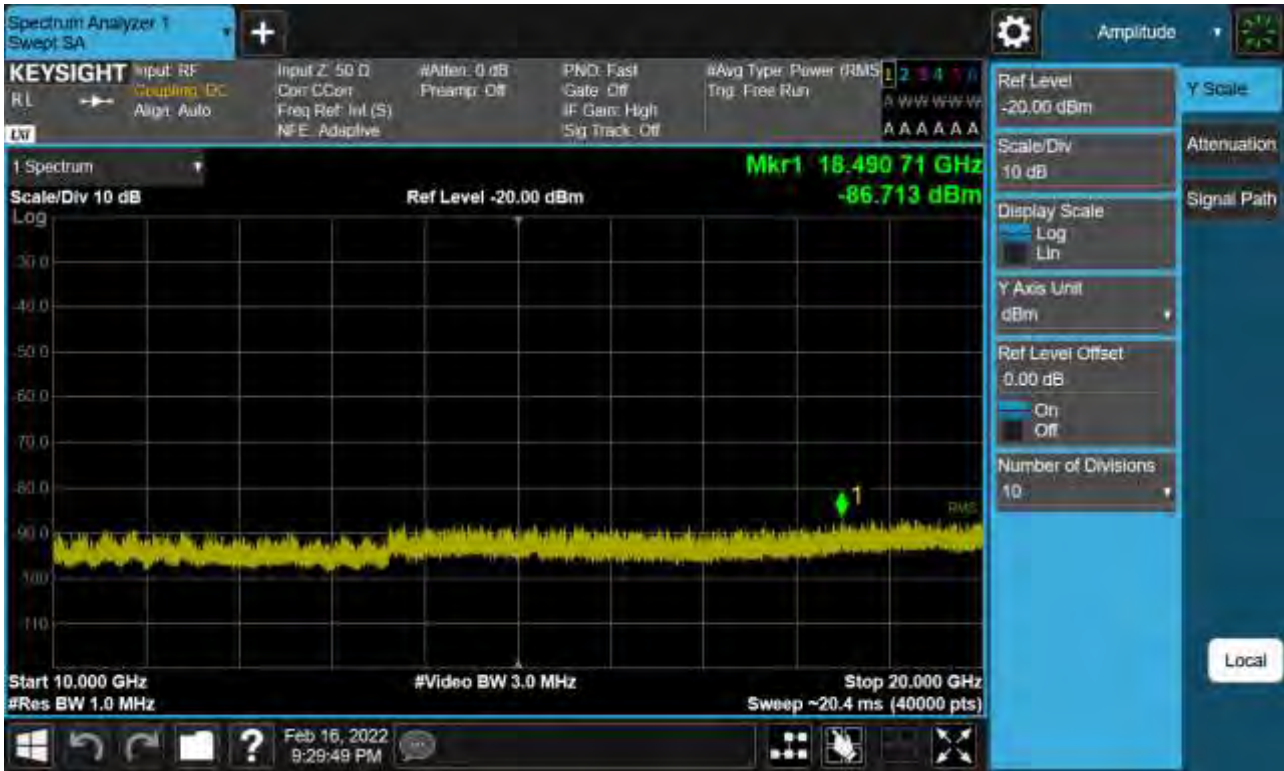 Spectrum Analyzer 1
Swept SA
+
Amplitude
KEYSIGHT
RL
LXI
Input: RF
Coupling: DC
Align: Auto
Input Z: 50 Ω
Corr CCorr
Freq Ref: Int (S)
NFE: Adaptive
#Atten: 0 dB
Preamp: Off
PNO: Fast
Gate: Off
IF Gain: High
Sig Track: Off
#Avg Type: Power (RMS
Trig: Free Run
1 2 3 4 5 6
A W W W W W
A A A A A A
1 Spectrum
Scale/Div 10 dB
Ref Level -20.00 dBm
Mkr1 18.490 71 GHz
-86.713 dBm
Log
-30.0
-40.0
-50.0
-60.0
-70.0
-80.0
-90.0
-100
-110
1
RMS
Start 10.000 GHz
#Video BW 3.0 MHz
Stop 20.000 GHz
#Res BW 1.0 MHz
Sweep ~20.4 ms (40000 pts)
Ref Level
-20.00 dBm
Scale/Div
10 dB
Display Scale
Log
Lin
Y Axis Unit
dBm
Ref Level Offset
0.00 dB
On
Off
Number of Divisions
10
Y Scale
Attenuation
Signal Path
Local
?
Feb 16, 2022
9:29:49 PM